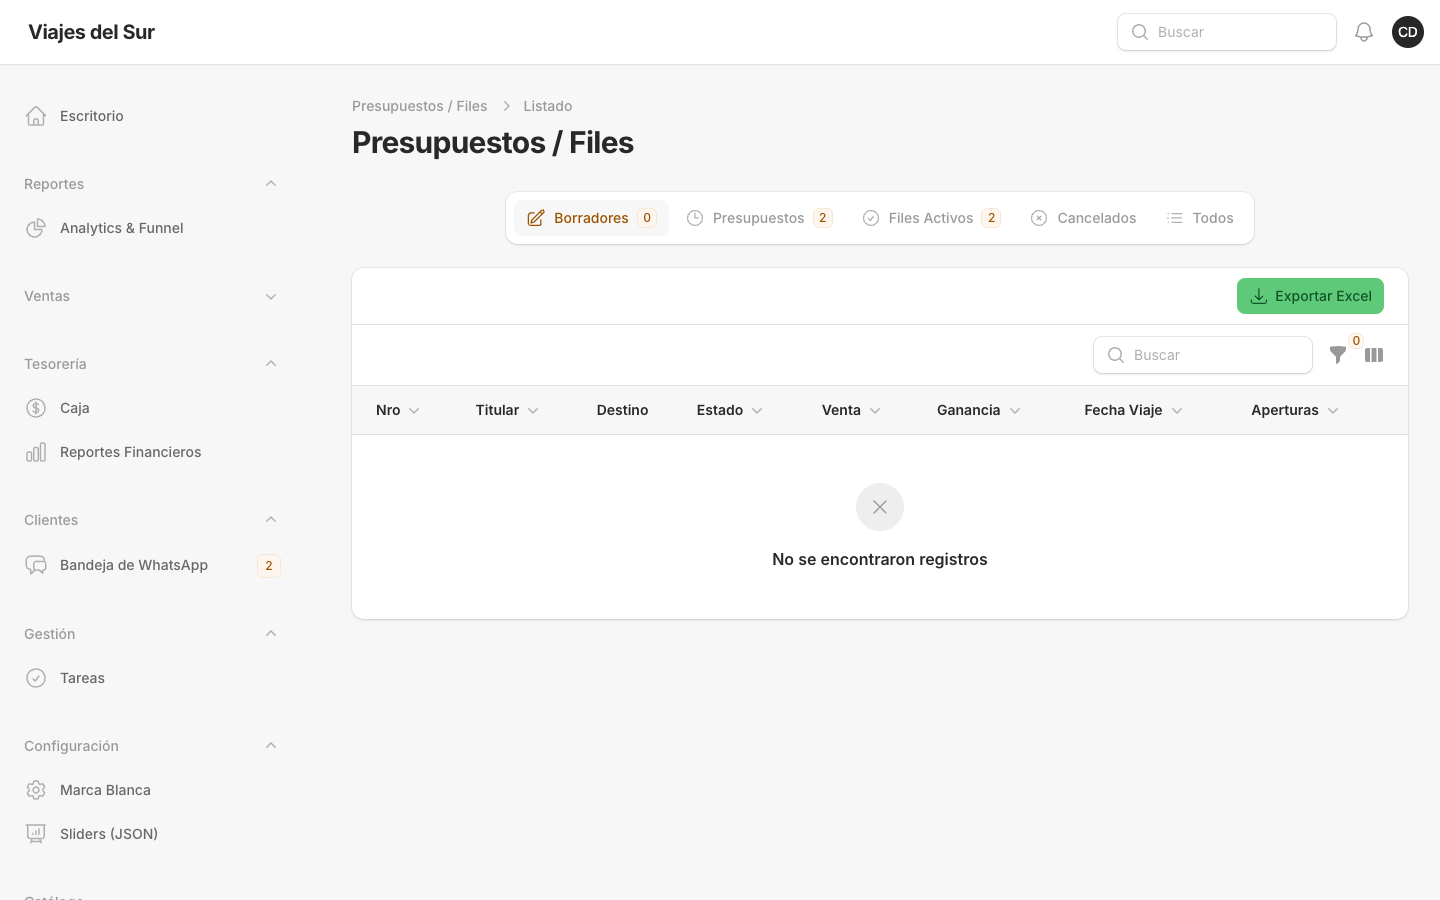 Viajes del Sur
Buscar
CD
Escritorio
Reportes
Analytics & Funnel
Ventas
Tesorería
Caja
Reportes Financieros
Clientes
Bandeja de WhatsApp 2
Gestión
Tareas
Configuración
Marca Blanca
Sliders (JSON)
Presupuestos / Files > Listado
Presupuestos / Files
Borradores 0 Presupuestos 2 Files Activos 2 Cancelados Todos
Exportar Excel
Buscar 0
Nro Titular Destino Estado Venta Ganancia Fecha Viaje Aperturas
No se encontraron registros